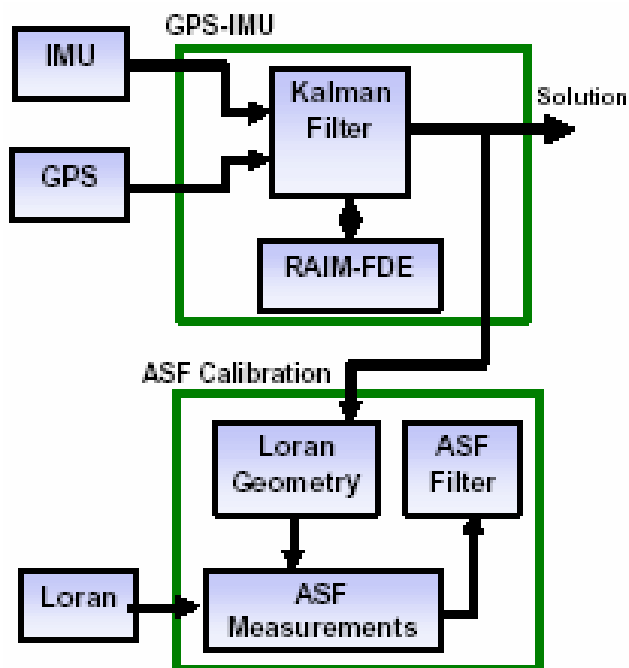 GPS-IMU
IMU
Kalman
Filter
Solution
GPS
RAIM-FDE
ASF Calibration
Loran
Geometry
ASF
Filter
Loran
ASF
Measurements